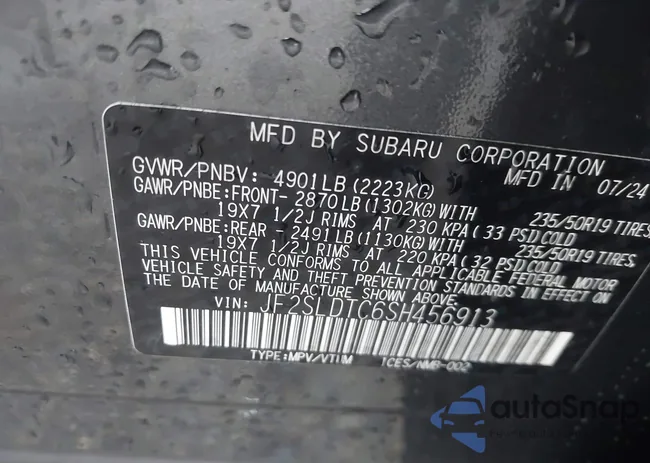 MFD BY SUBARU CORPORATION
MFD IN 07/24
GVWR/PNBV: 4901LB(2223KG)
GAWR/PNBE:FRONT- 2870LB(1302KG)WITH 235/50R19 TIRES,
19X7 1/2J RIMS AT 230 KPA(33 PSI)COLD
GAWR/PNBE:REAR - 2491LB(1130KG)WITH 235/50R19 TIRES,
19X7 1/2J RIMS AT 220 KPA(32 PSI)COLD
THIS VEHICLE CONFORMS TO ALL APPLICABLE FEDERAL MOTOR
VEHICLE SAFETY AND THEFT PREVENTION STANDARDS IN EFFECT ON
THE DATE OF MANUFACTURE SHOWN ABOVE.
VIN: JF2SLDTC6SH456913
TYPE:MPV/VTUM
autoSnap